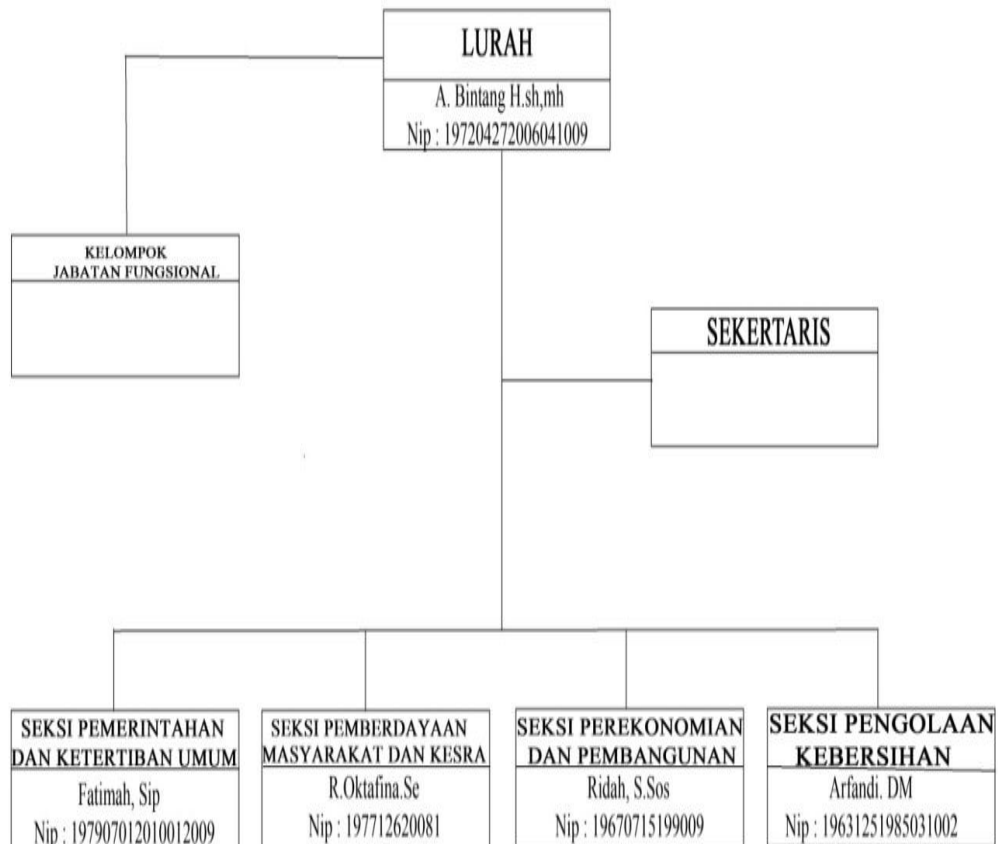 LURAH
A. Bintang H.sh,mh
Nip : 197204272006041009
KELOMPOK
JABATAN FUNGSIONAL
SEKERTARIS
SEKSI PEMERINTAHAN
DAN KETERTIBAN UMUM
Fatimah, Sip
Nip : 197907012010012009
SEKSI PEMBERDAYAAN
MASYARAKAT DAN KESRA
R.Oktafina.Se
Nip : 197712620081
SEKSI PEREKONOMIAN
DAN PEMBANGUNAN
Ridah, S.Sos
Nip : 19670715199009
SEKSI PENGOLAAN
KEBERSIHAN
Arfandi. DM
Nip : 19631251985031002